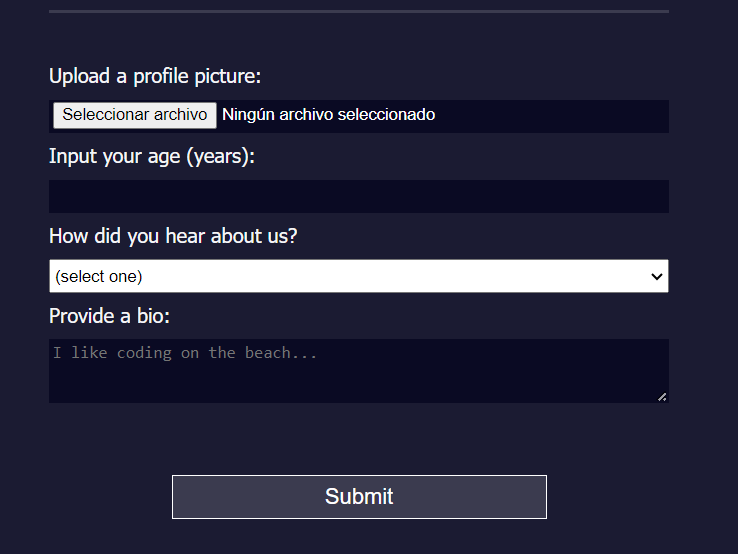 Upload a profile picture:
Seleccionar archivo Ningún archivo seleccionado
Input your age (years):
How did you hear about us?
(select one)
Provide a bio:
I like coding on the beach...
Submit